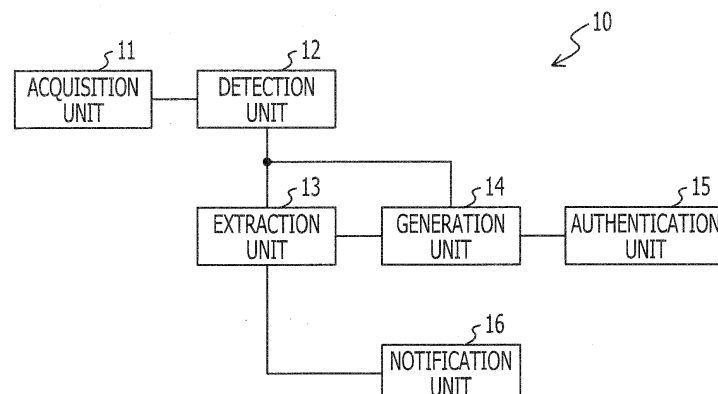 10
11
12
ACQUISITION
UNIT
DETECTION
UNIT
13
14
15
EXTRACTION
UNIT
GENERATION
UNIT
AUTHENTICATION
UNIT
16
NOTIFICATION
UNIT